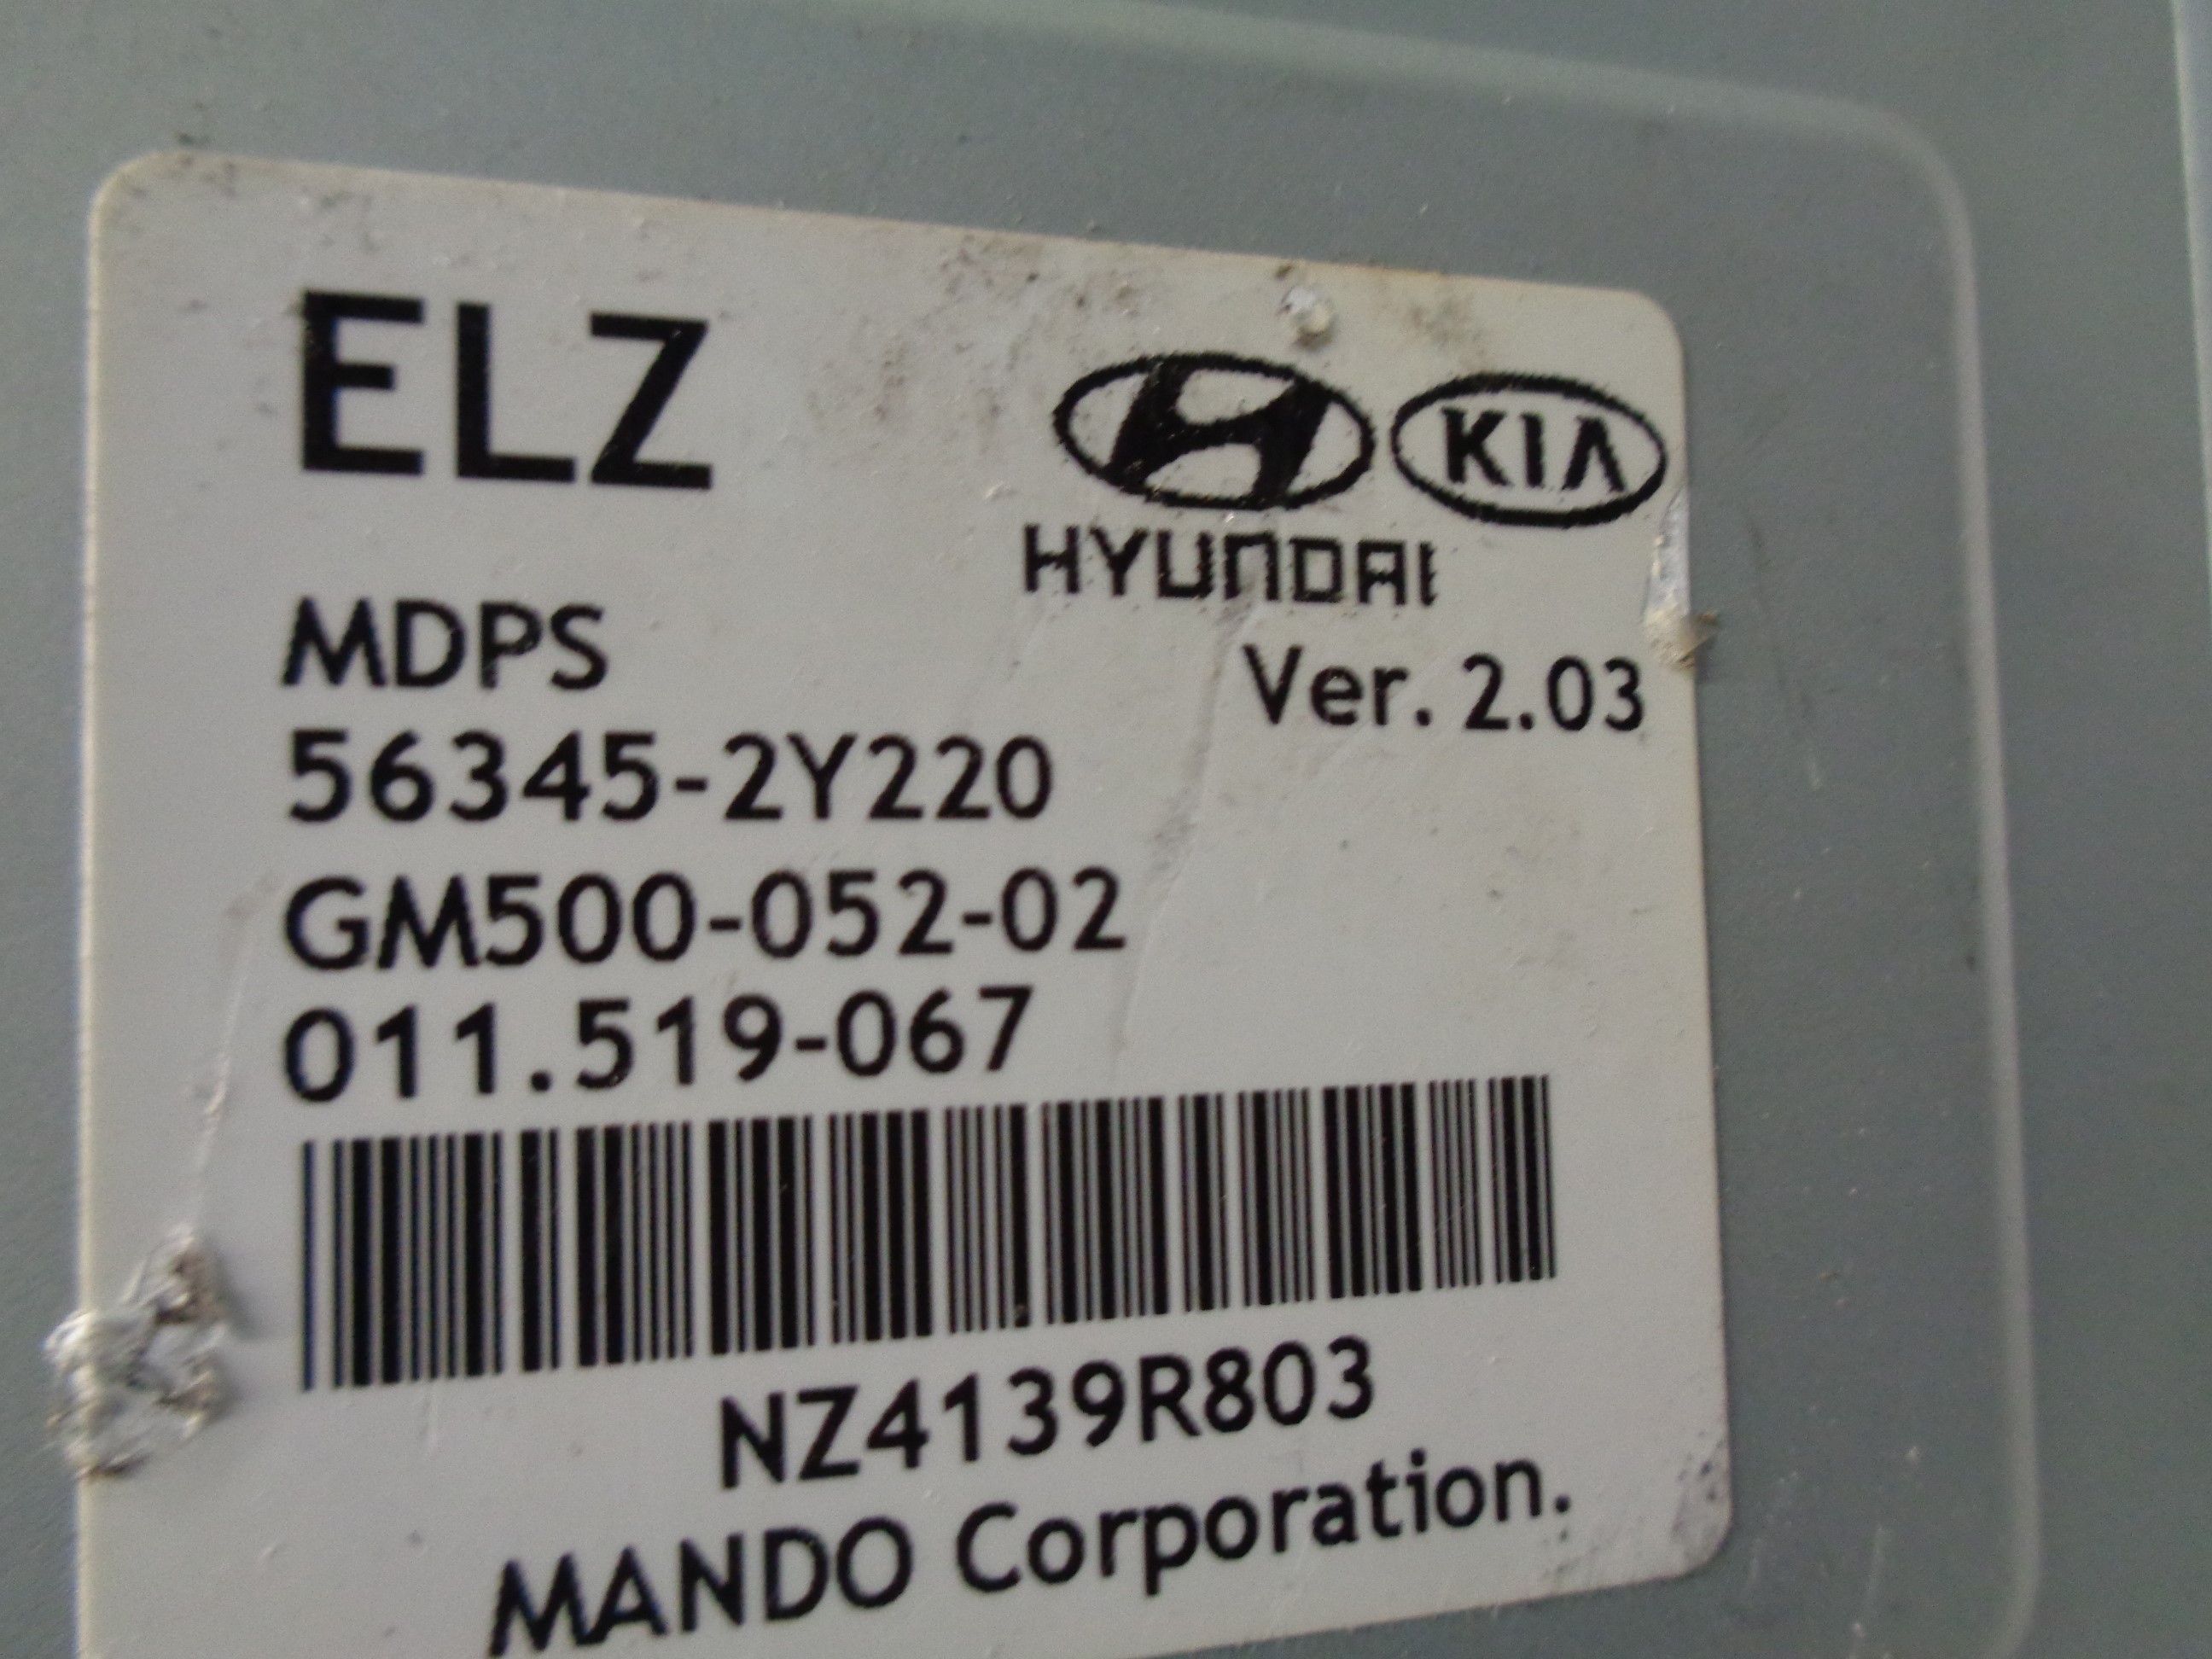 ELZ
KIA
HYUNDAI
MDPS
Ver. 2.03
56345-2Y220
GM500-052-02
011.519-067
NZ4139R803
MANDO Corporation.